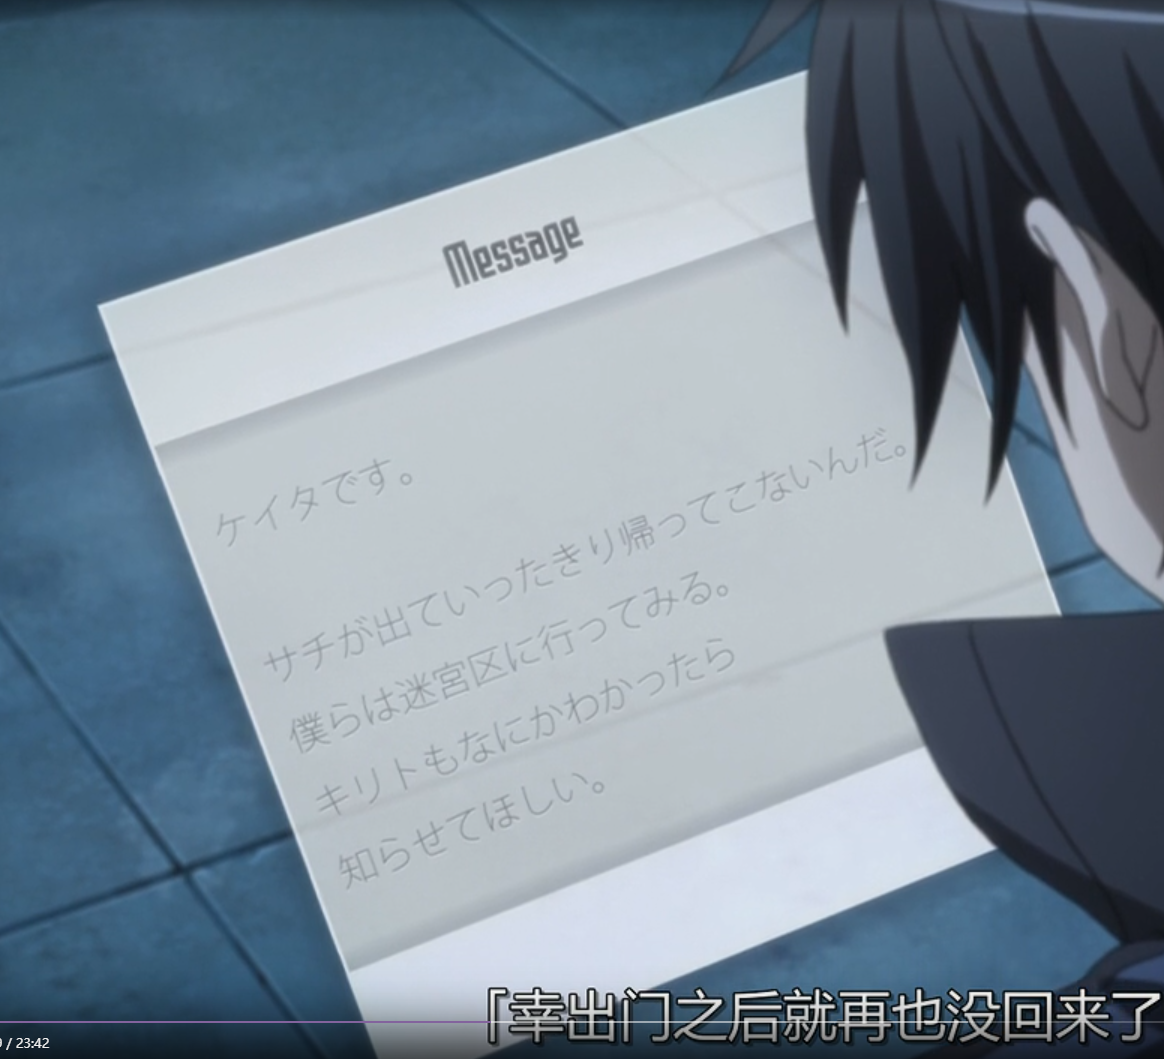 Message
ケイタです。
サチが出ていったきり帰ってこないんだ。
僕らは迷宮区に行ってみる。
キリトもなにかわかったら
知らせてほしい。
「幸出门之后就再也没回来了
/ 23:42